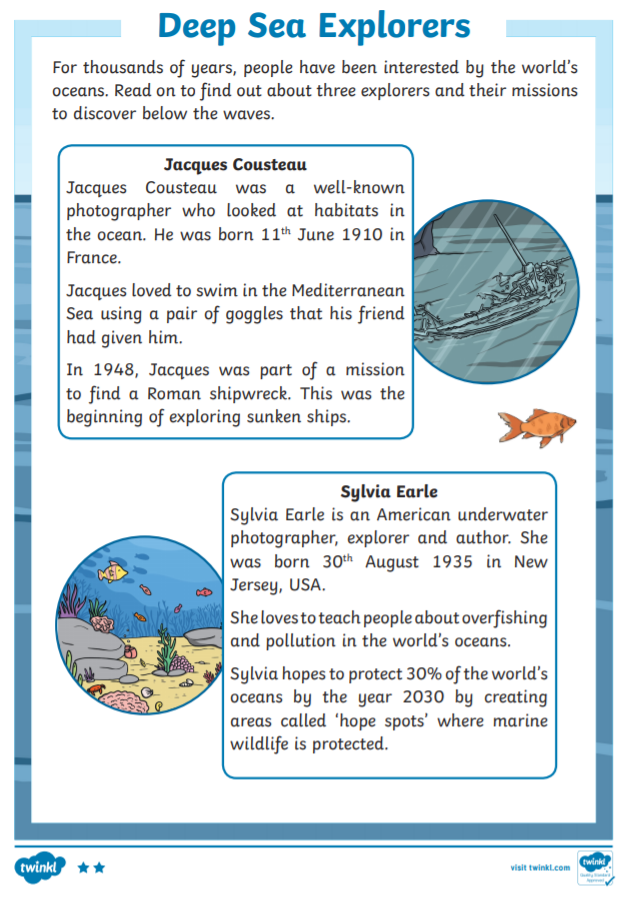 Deep Sea Explorers
For thousands of years, people have been interested by the world's
oceans. Read on to find out about three explorers and their missions
to discover below the waves.
Jacques Cousteau
Jacques Cousteau was a well-known
photographer who looked at habitats in
the ocean. He was born 11th June 1910 in
France.
Jacques loved to swim in the Mediterranean
Sea using a pair of goggles that his friend
had given him.
In 1948, Jacques was part of a mission
to find a Roman shipwreck. This was the
beginning of exploring sunken ships.
Sylvia Earle
Sylvia Earle is an American underwater
photographer, explorer and author. She
was born 30th August 1935 in New
Jersey, USA.
She loves to teach people about overfishing
and pollution in the world's oceans.
Sylvia hopes to protect 30% of the world's
oceans by the year 2030 by creating
areas called 'hope spots' where marine
wildlife is protected.
twinkl
visit twinkl.com
twinkl
Quality Standard
Approved